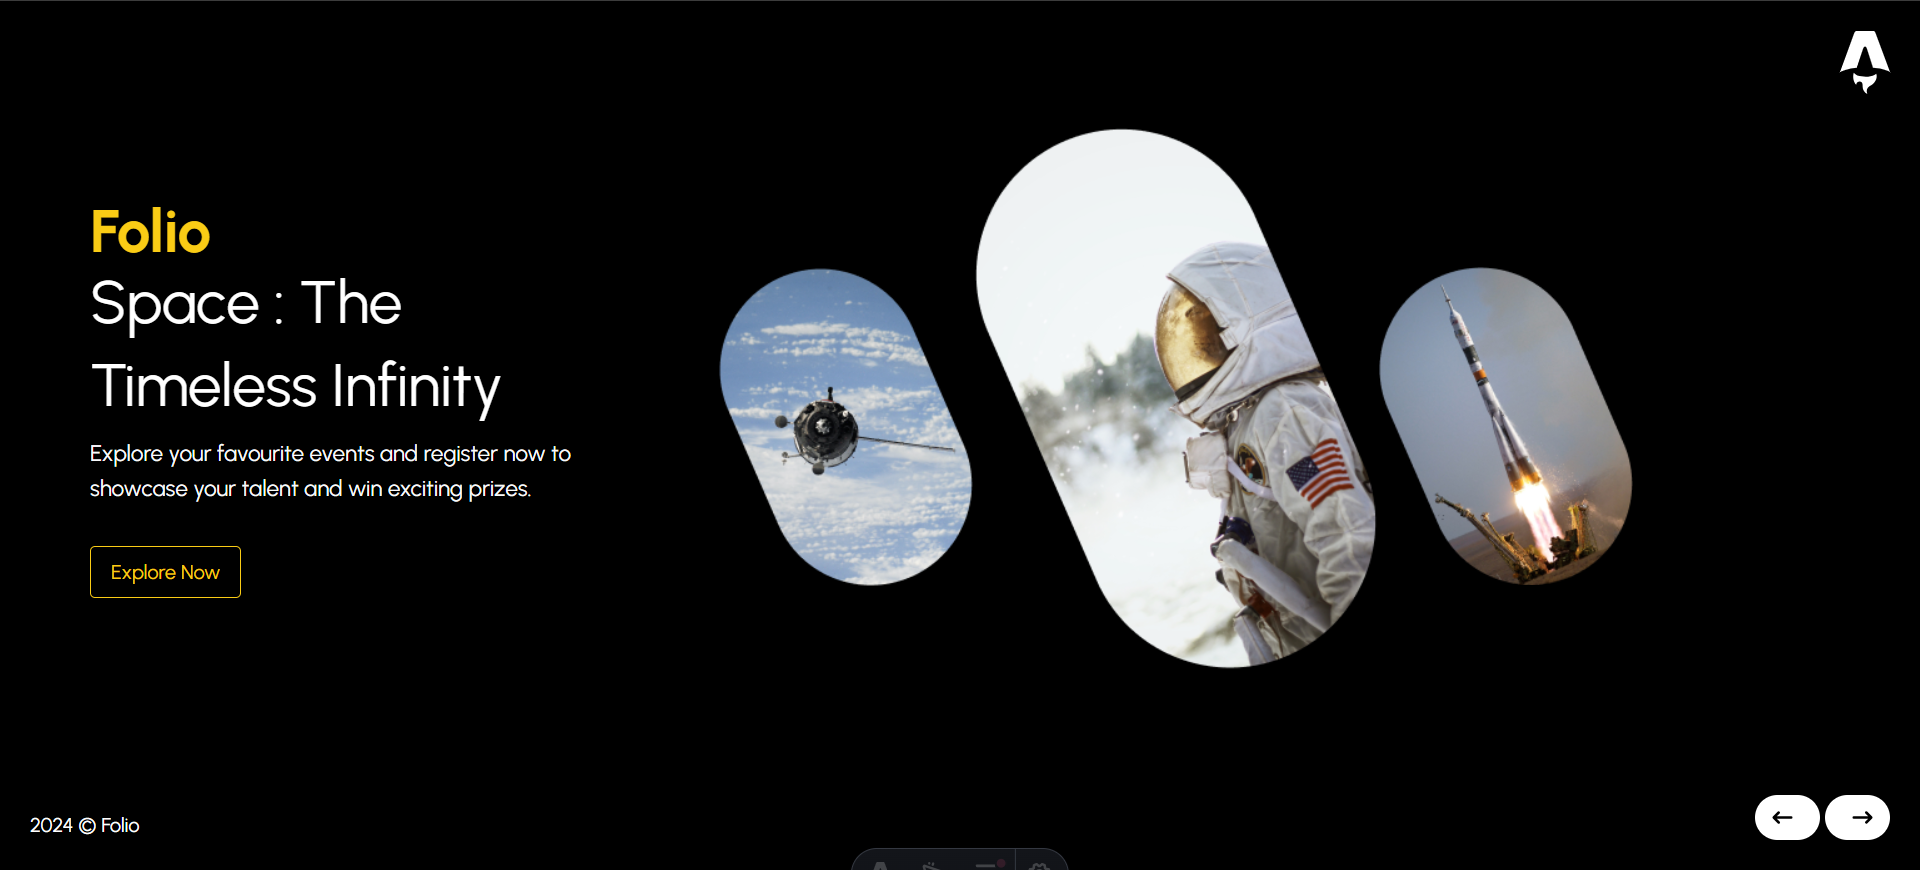 Folio
Space : The
Timeless Infinity
Explore your favourite events and register now to
showcase your talent and win exciting prizes.
Explore Now
2024 © Folio